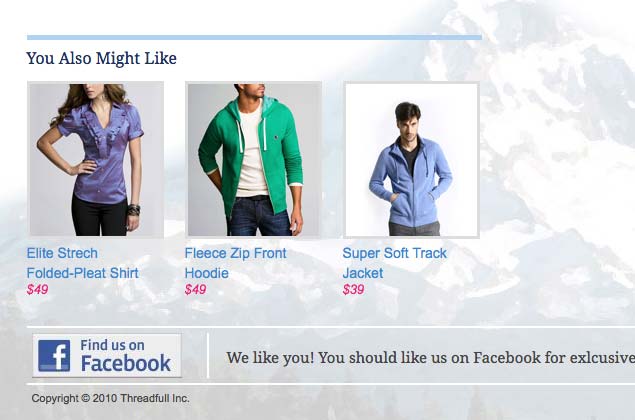 You Also Might Like
Elite Strech
Folded-Pleat Shirt
$49
Fleece Zip Front
Hoodie
$49
Super Soft Track
Jacket
$39
f Find us on
Facebook
We like you! You should like us on Facebook for exlcusive
Copyright © 2010 Threadfull Inc.